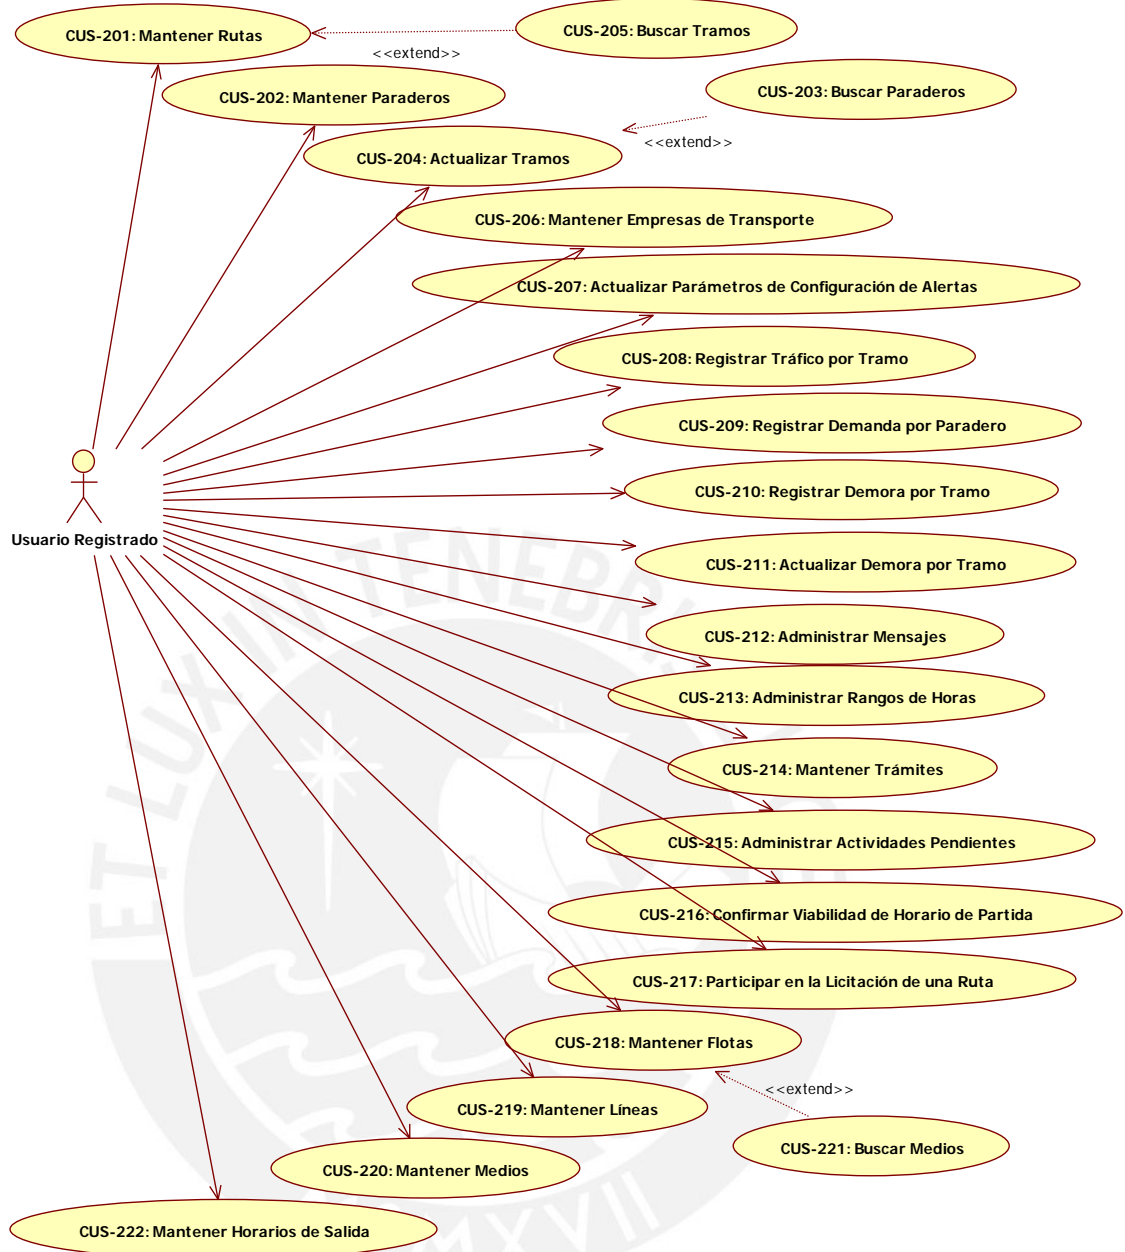 CUS-201: Mantener Rutas
CUS-205: Buscar Tramos
<<extend>>
CUS-202: Mantener Paraderos
CUS-203: Buscar Paraderos
<<extend>>
CUS-204: Actualizar Tramos
CUS-206: Mantener Empresas de Transporte
CUS-207: Actualizar Parámetros de Configuración de Alertas
CUS-208: Registrar Tráfico por Tramo
CUS-209: Registrar Demanda por Paradero
CUS-210: Registrar Demora por Tramo
Usuario Registrado
CUS-211: Actualizar Demora por Tramo
CUS-212: Administrar Mensajes
CUS-213: Administrar Rangos de Horas
CUS-214: Mantener Trámites
CUS-215: Administrar Actividades Pendientes
CUS-216: Confirmar Viabilidad de Horario de Partida
CUS-217: Participar en la Licitación de una Ruta
CUS-218: Mantener Flotas
<<extend>>
CUS-219: Mantener Líneas
CUS-221: Buscar Medios
CUS-220: Mantener Medios
CUS-222: Mantener Horarios de Salida
ET LUX IN